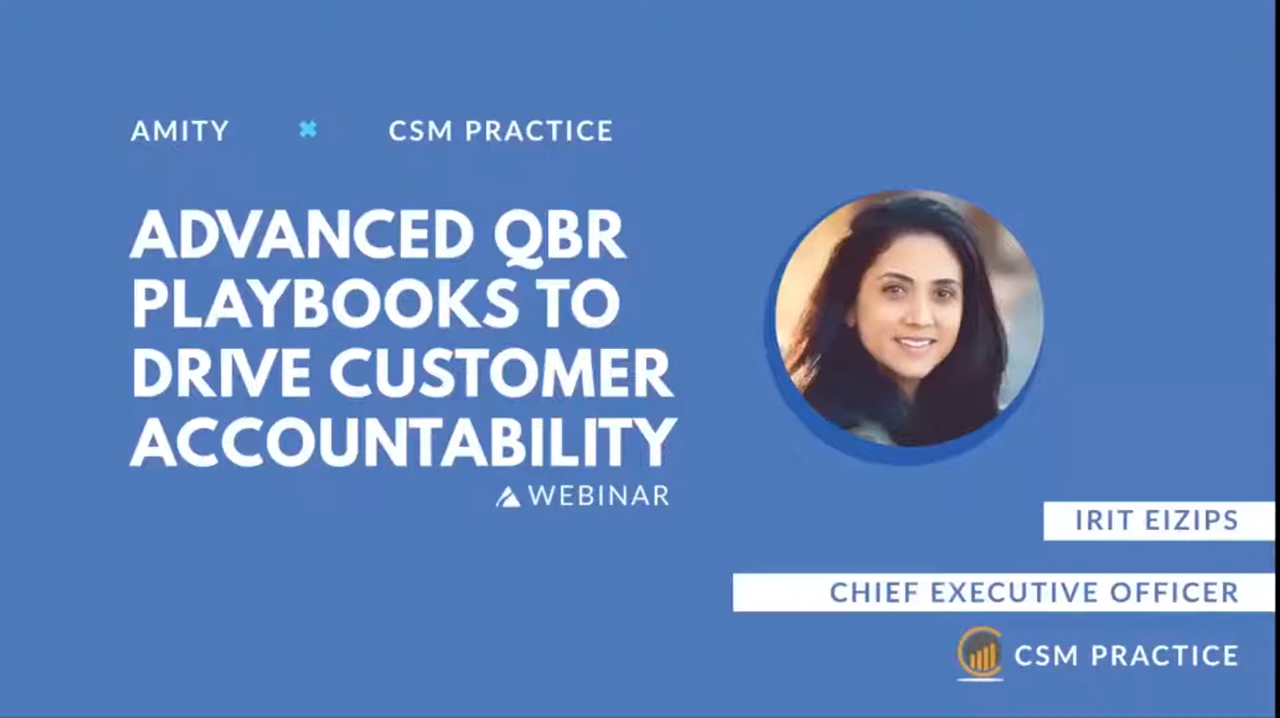 AMITY ✖ CSM PRACTICE
ADVANCED QBR
PLAYBOOKS TO
DRIVE CUSTOMER
ACCOUNTABILITY
WEBINAR
IRIT EIZIPS
CHIEF EXECUTIVE OFFICER
CSM PRACTICE